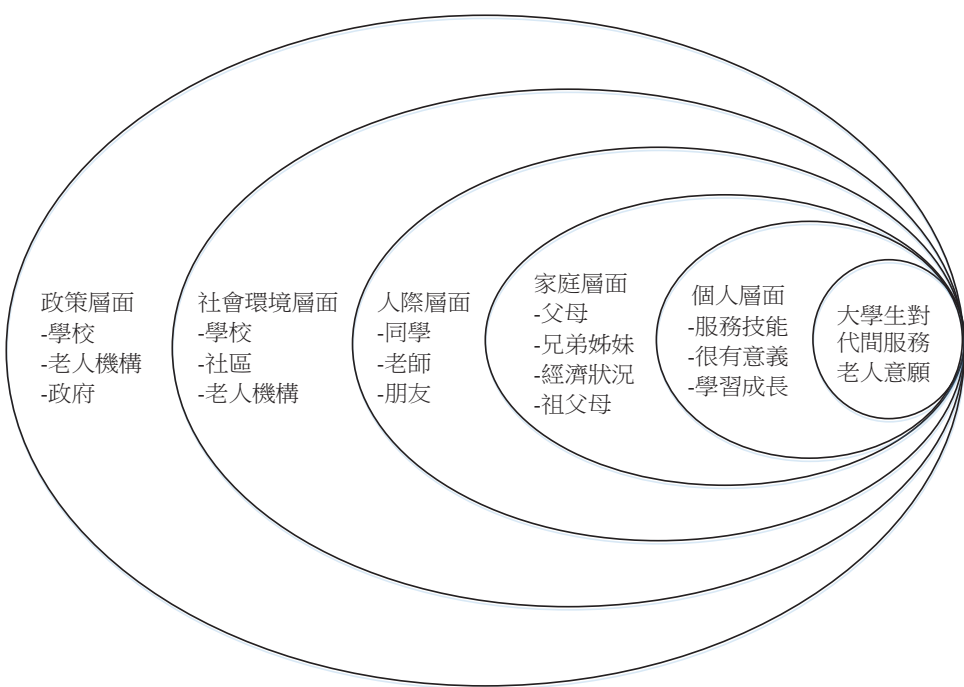 政策層面
-學校
-老人機構
-政府
社會環境層面
-學校
-社區
-老人機構
人際層面
-同學
-老師
-朋友
家庭層面
-父母
-兄弟姊妹
-經濟狀況
-祖父母
個人層面
-服務技能
-很有意義
-學習成長
大學生對
代間服務
老人意願